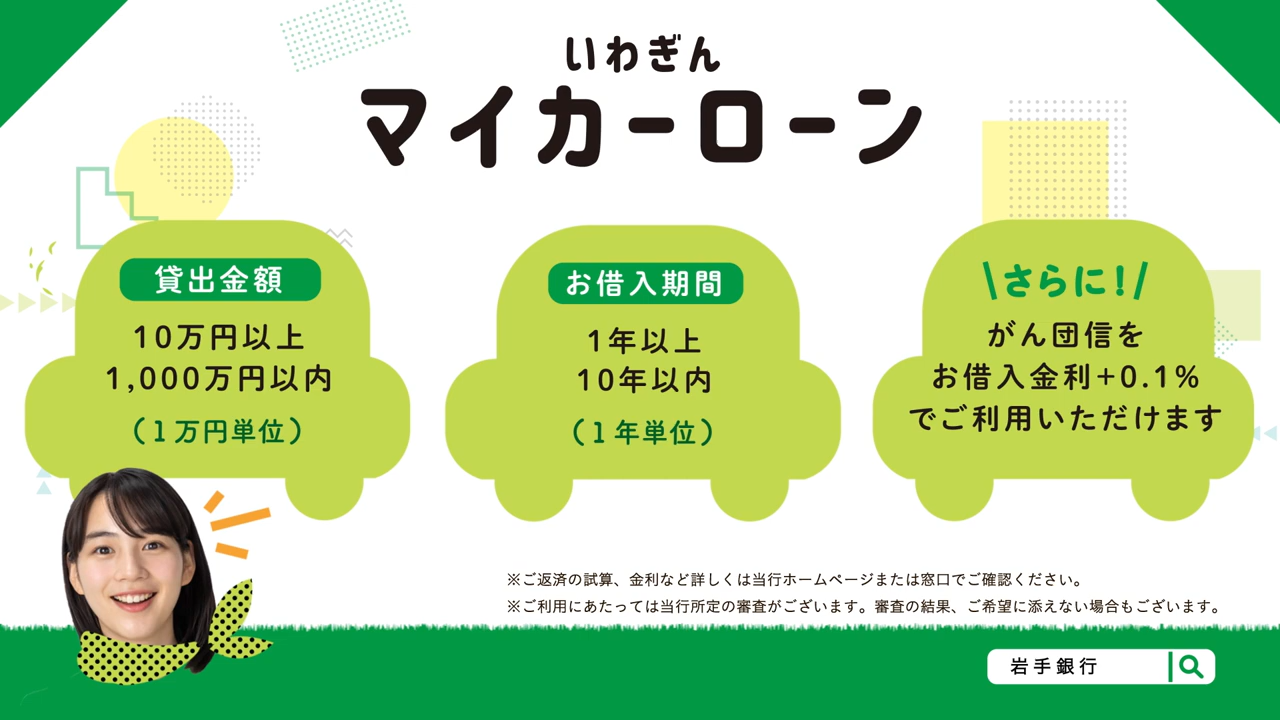 いわぎん
マイカーローン
貸出金額
10万円以上
1,000万円以内
（1万円単位）
お借入期間
1年以上
10年以内
（1年単位）
\さらに!/
がん団信を
お借入金利+0.1%
でご利用いただけます
※ご返済の試算、金利など詳しくは当行ホームページまたは窓口でご確認ください。
※ご利用にあたっては当行所定の審査がございます。審査の結果、ご希望に添えない場合もございます。
岩手銀行